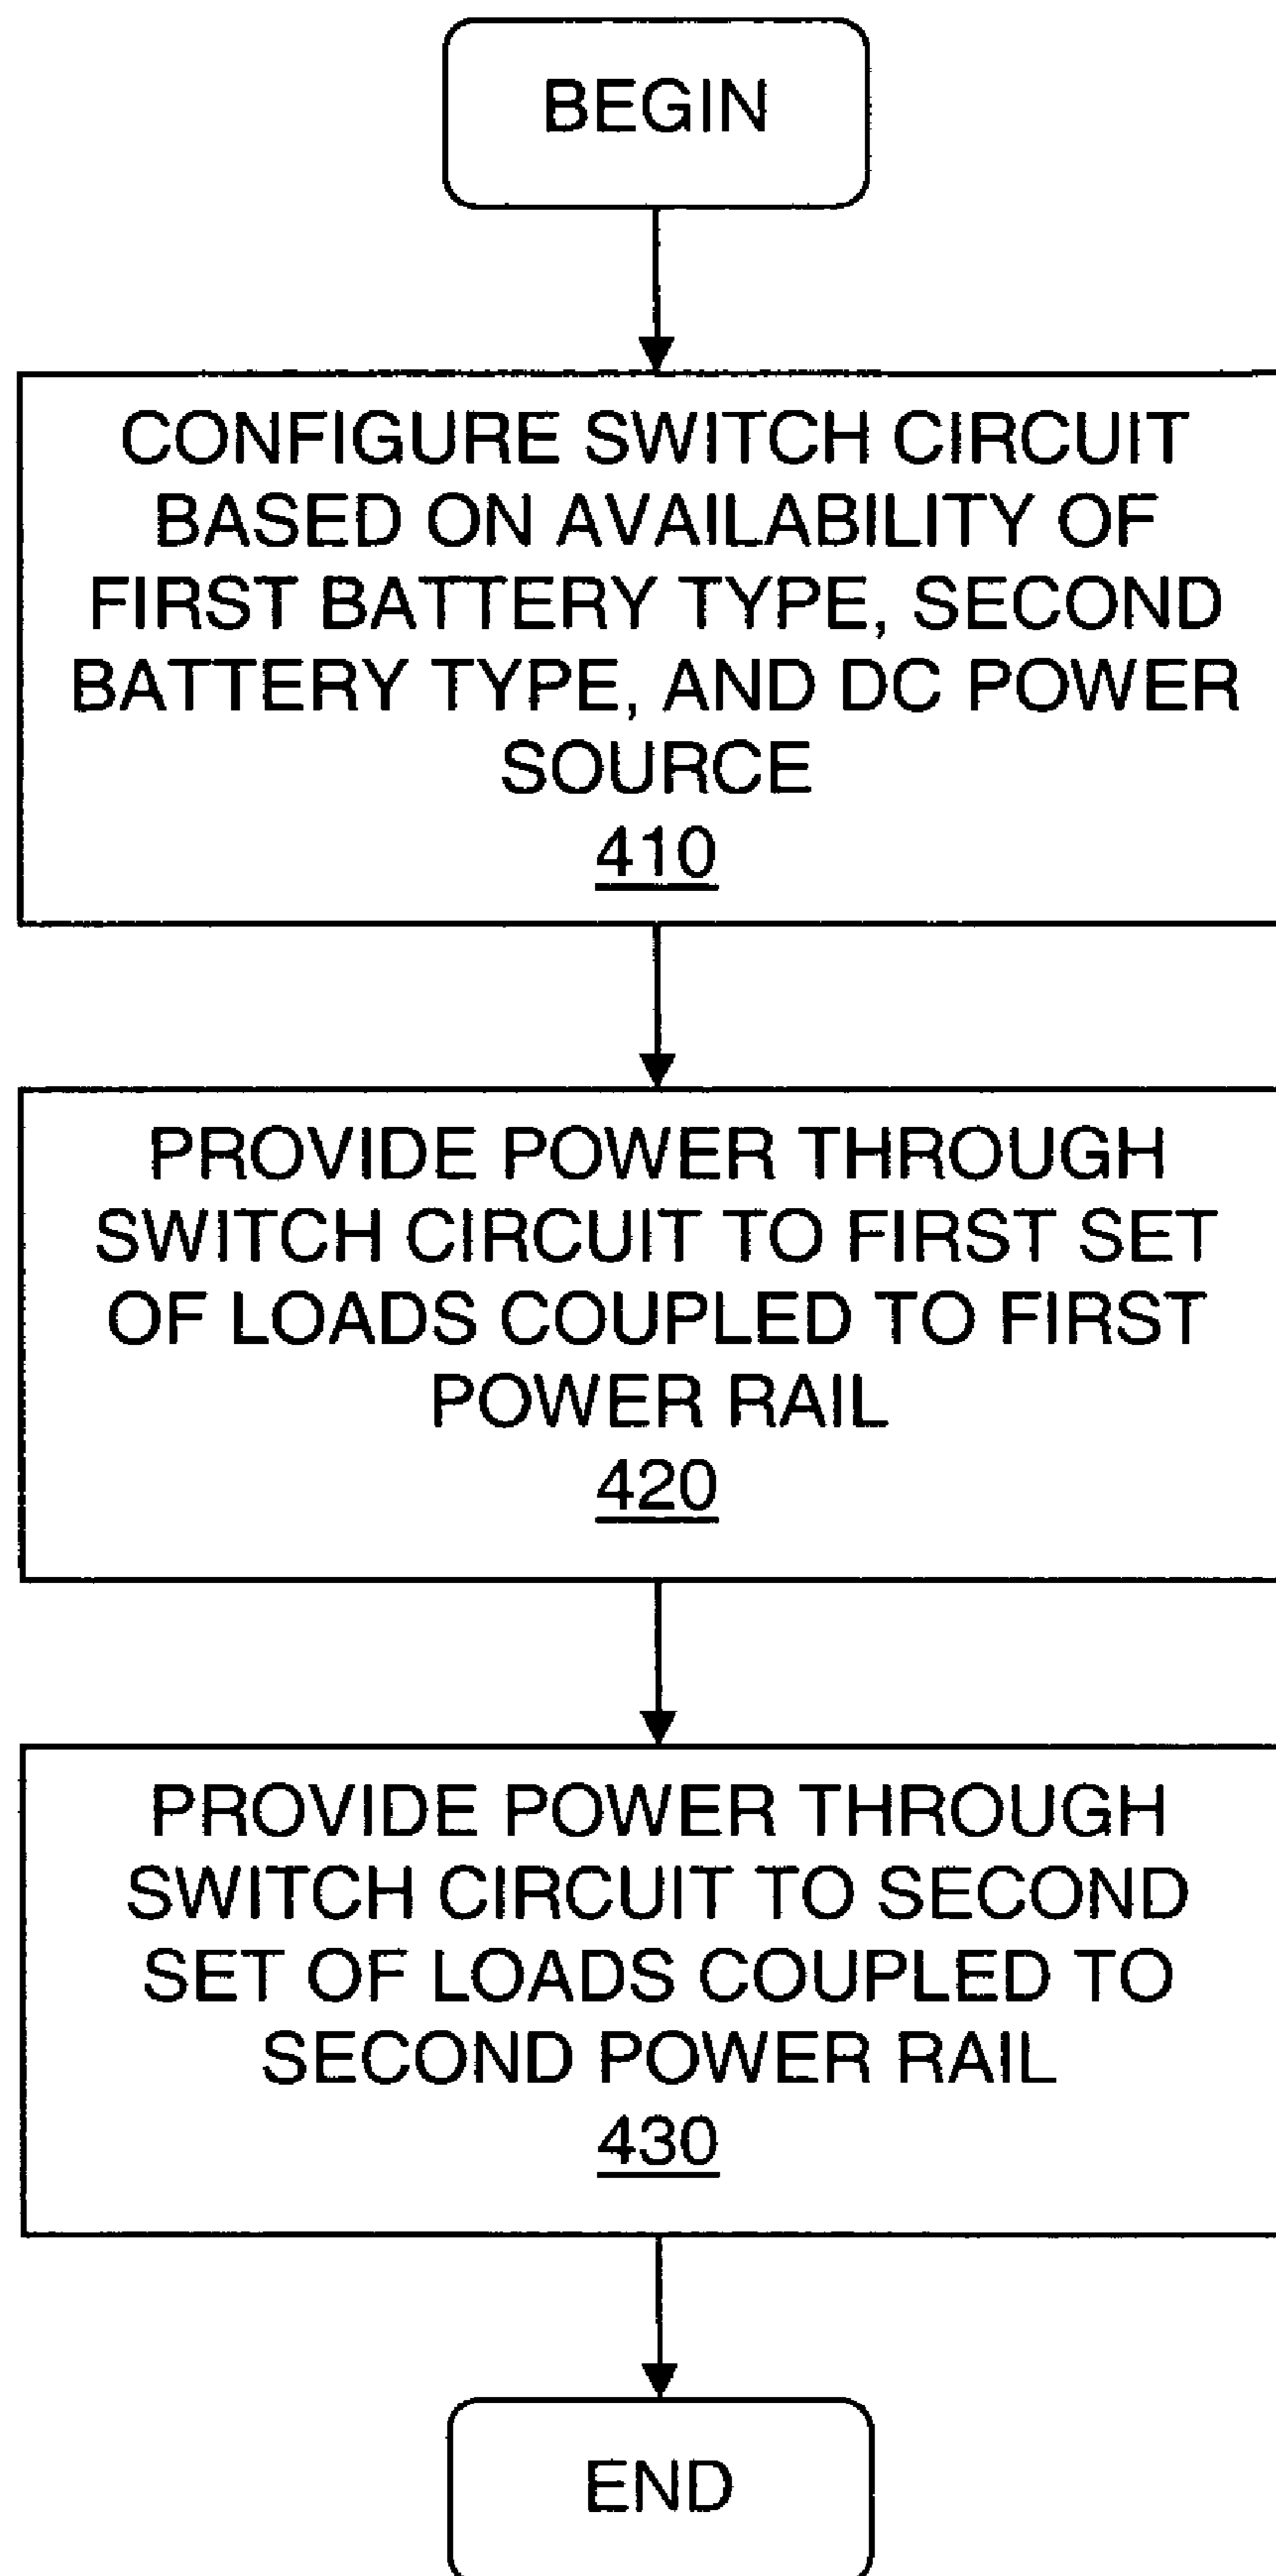 BEGIN
CONFIGURE SWITCH CIRCUIT
BASED ON AVAILABILITY OF
FIRST BATTERY TYPE, SECOND
BATTERY TYPE, AND DC POWER
SOURCE
410
PROVIDE POWER THROUGH
SWITCH CIRCUIT TO FIRST SET
OF LOADS COUPLED TO FIRST
POWER RAIL
420
PROVIDE POWER THROUGH
SWITCH CIRCUIT TO SECOND
SET OF LOADS COUPLED TO
SECOND POWER RAIL
430
END